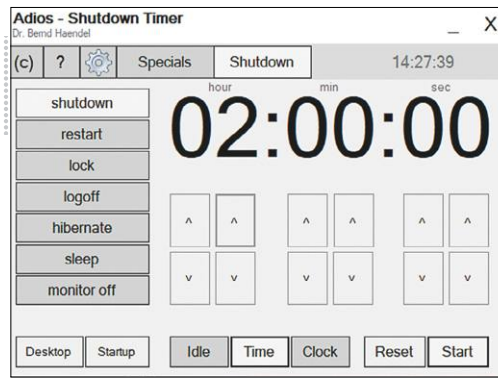 Adios - Shutdown Timer
Dr. Bernd Haendel
_ X
(c) ? Specials Shutdown 14:27:39
hour min sec
02:00:00
shutdown
restart
lock
logoff
hibernate
sleep
monitor off
^ ^ ^ ^ ^ ^
v v v v v v
Desktop Startup Idle Time Clock Reset Start